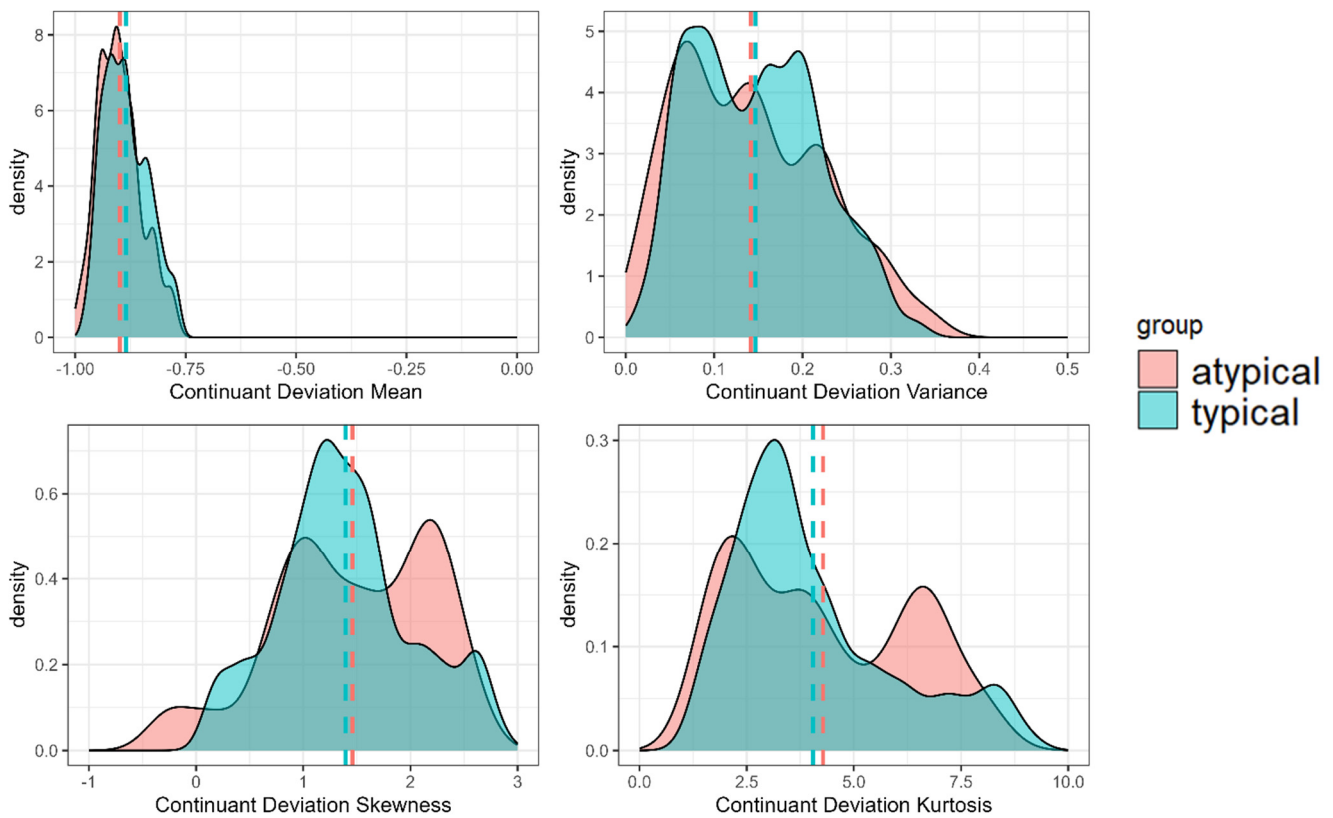 density
8
6
4
2
0
-1.00 -0.75 -0.50 -0.25 0.00
Continuant Deviation Mean
density
5
4
3
2
1
0
0.0 0.1 0.2 0.3 0.4 0.5
Continuant Deviation Variance
group
atypical
typical
density
0.6
0.4
0.2
0.0
-1 0 1 2 3
Continuant Deviation Skewness
density
0.3
0.2
0.1
0.0
0.0 2.5 5.0 7.5 10.0
Continuant Deviation Kurtosis